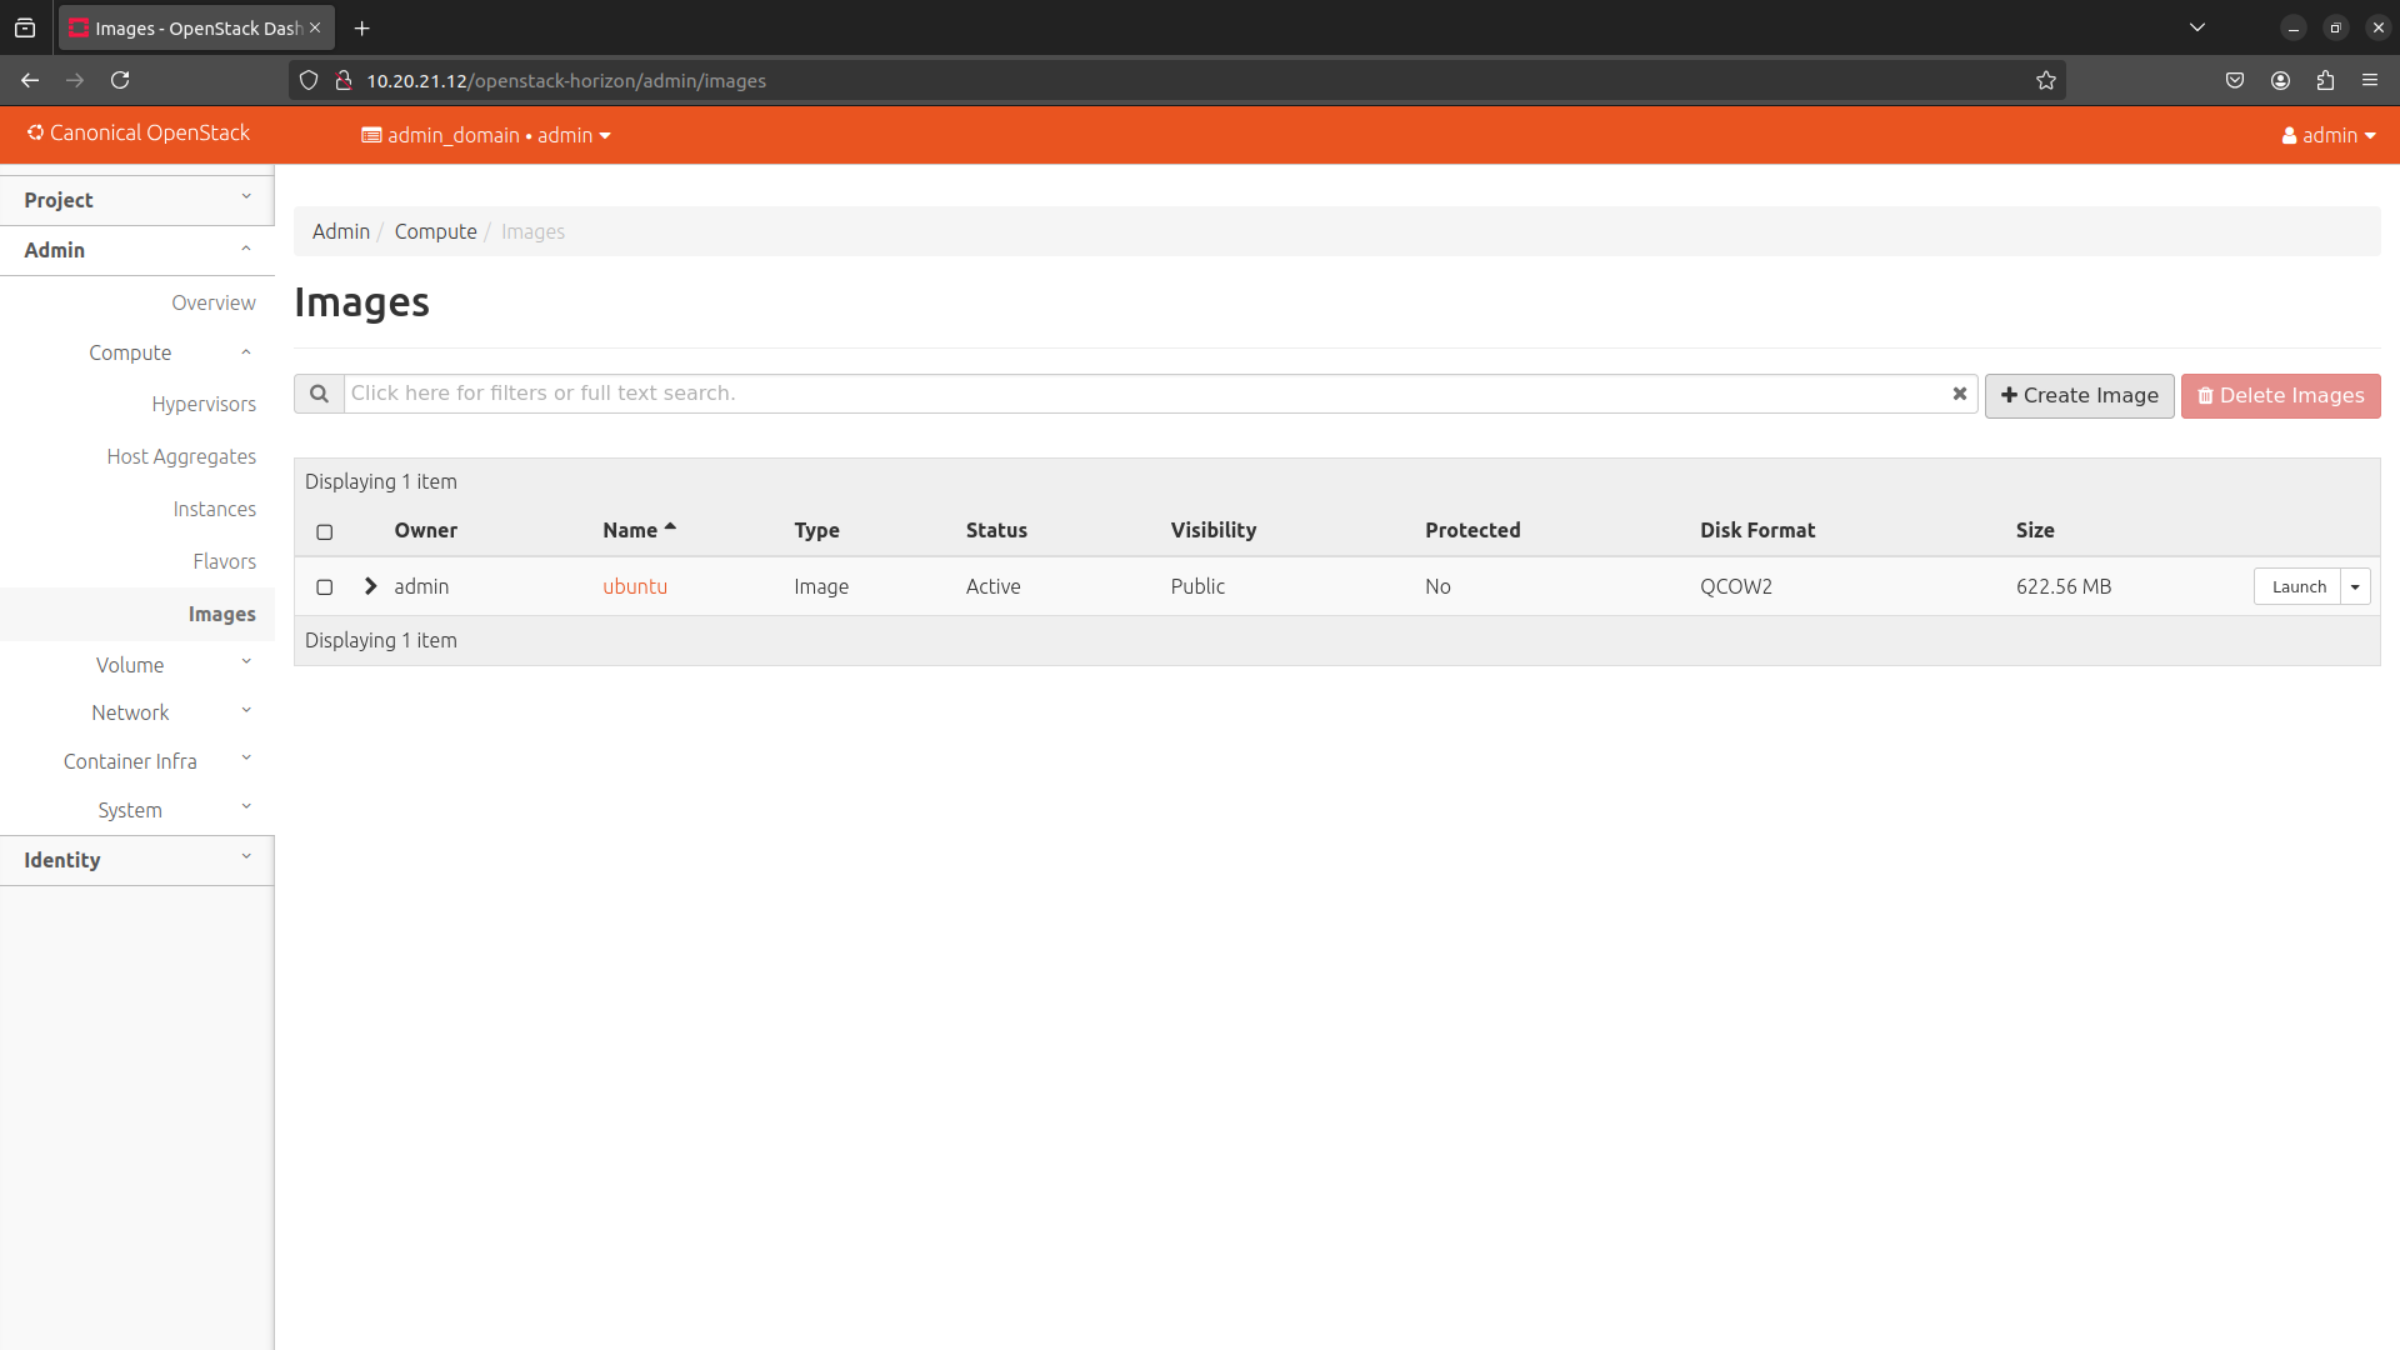 Images - OpenStack Dash
10.20.21.12/openstack-horizon/admin/images
Canonical OpenStack
admin_domain • admin
admin
Project
Admin
Overview
Compute
Hypervisors
Host Aggregates
Instances
Flavors
Images
Volume
Network
Container Infra
System
Identity
Admin / Compute / Images
Images
Click here for filters or full text search.
Create Image
Delete Images
Displaying 1 item
Owner Name Type Status Visibility Protected Disk Format Size
admin ubuntu Image Active Public No QCOW2 622.56 MB Launch
Displaying 1 item